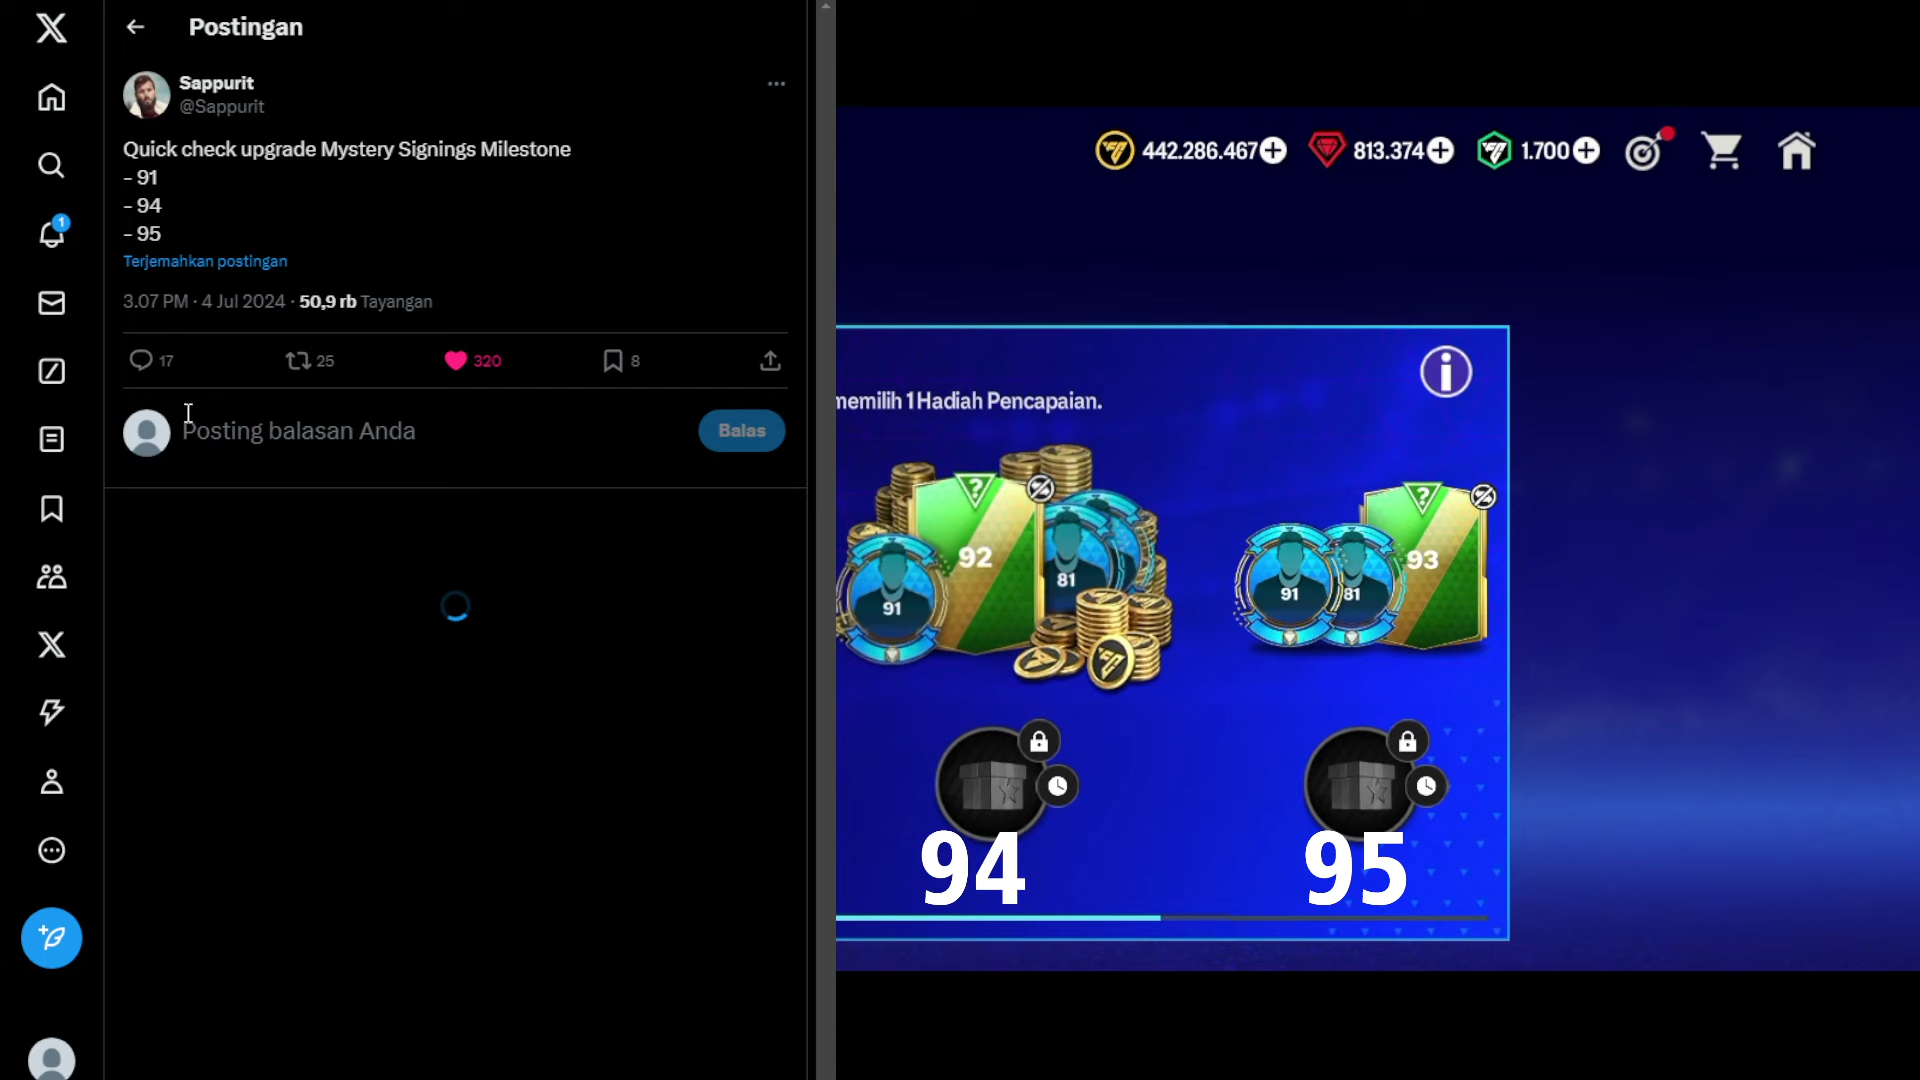 Postingan
Sappurit
@Sappurit
Quick check upgrade Mystery Signings Milestone
- 91
- 94
- 95
Terjemahkan postingan
3.07 PM · 4 Jul 2024 · 50,9 rb Tayangan
17
25
320
8
Posting balasan Anda
Balas
1
442.286.467
813.374
1.700
memilih 1 Hadiah Pencapaian.
92
91
81
93
91
81
94
95